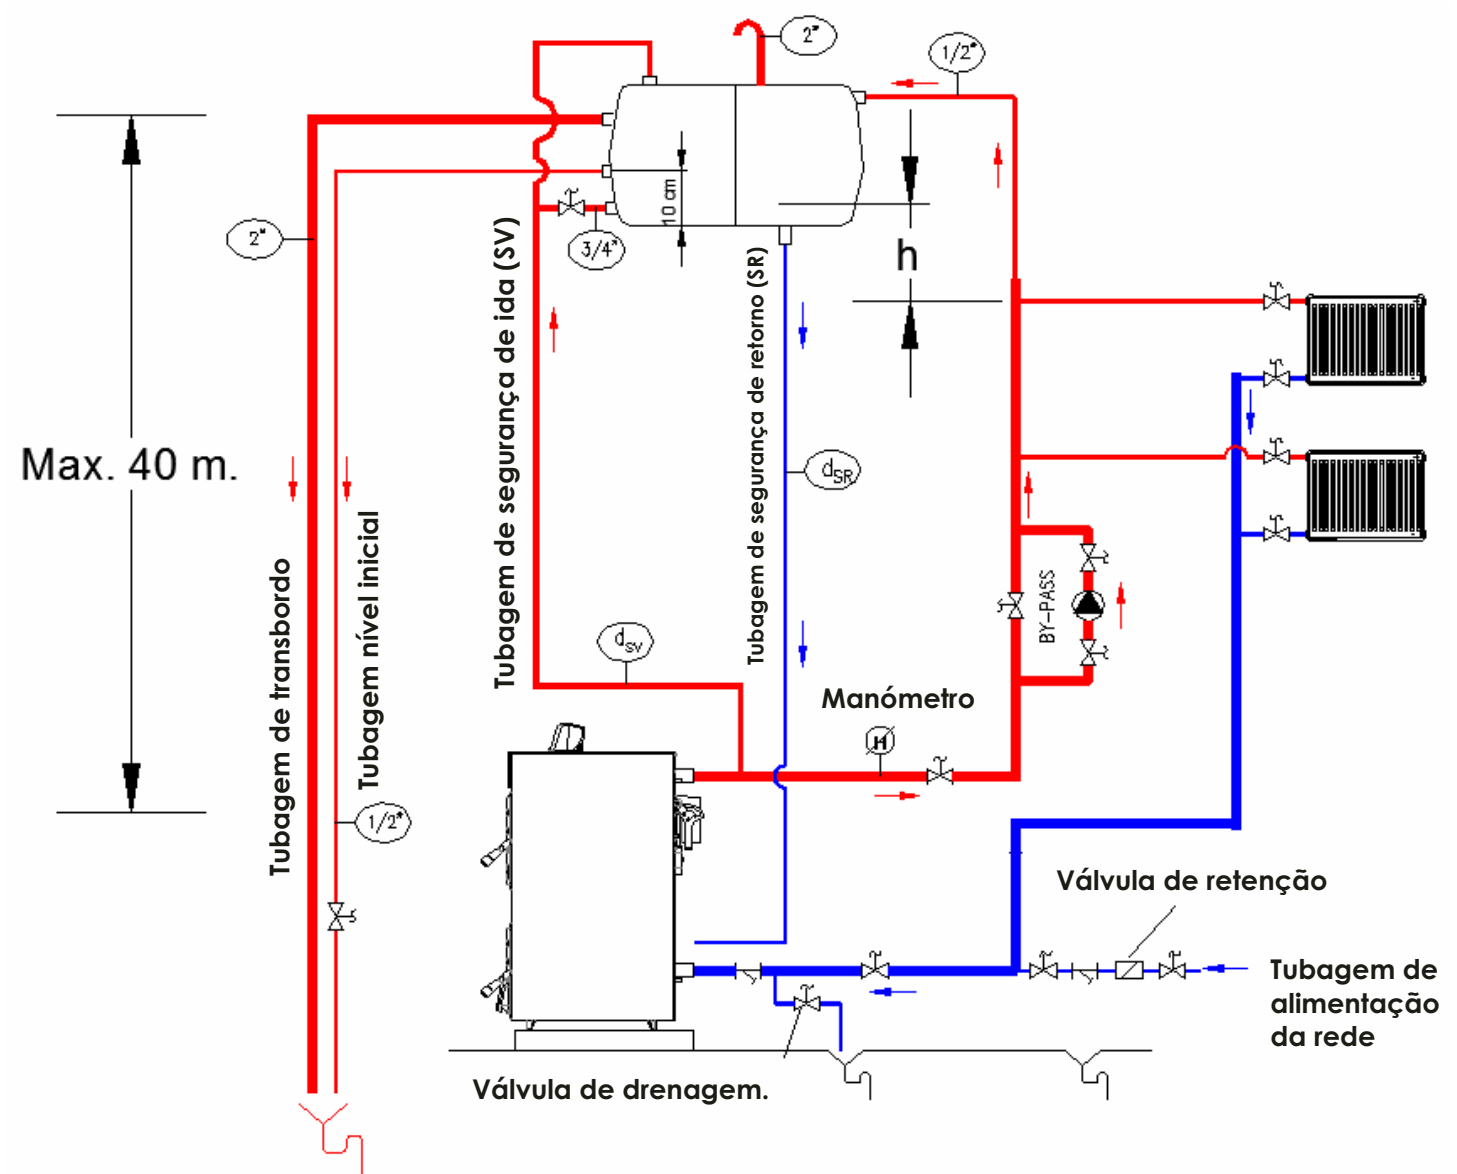 2"
1/2"
2"
3/4"
10 cm
h
Tubagem de segurança de ida (SV)
Tubagem de segurança de retorno (SR)
Max. 40 m.
dSR
Tubagem de transbordo
Tubagem nível inicial
BY-PASS
dSV
Manómetro
1/2"
Válvula de retenção
Tubagem de
alimentação
da rede
Válvula de drenagem.